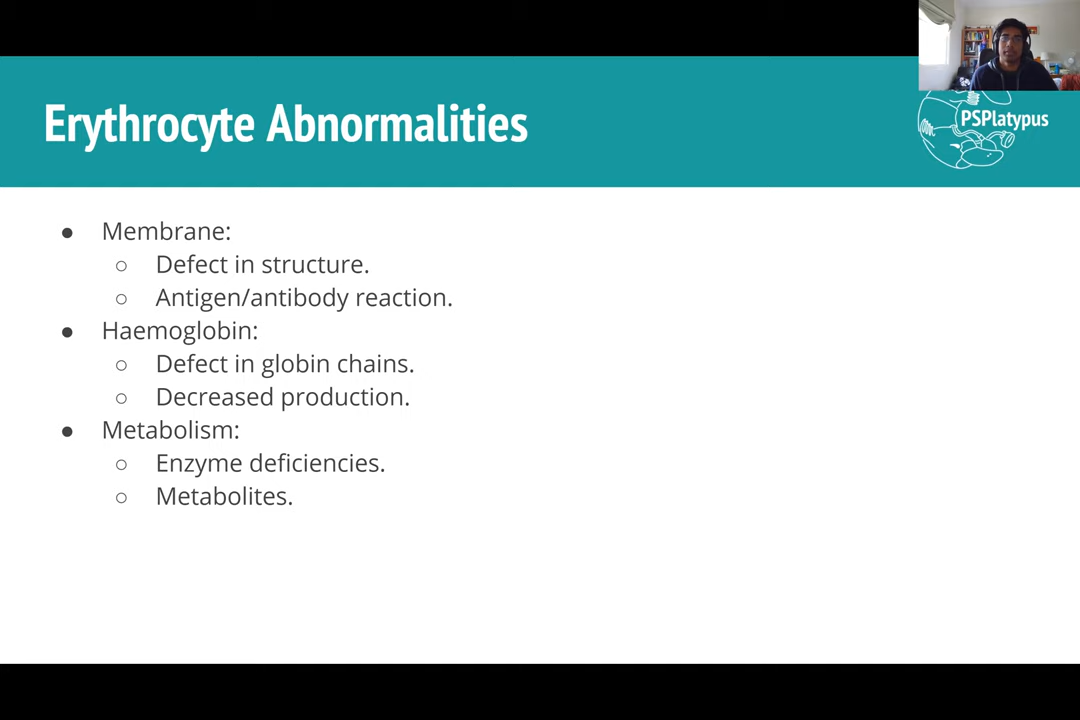 Erythrocyte Abnormalities
PSPlatypus
● Membrane:
○ Defect in structure.
○ Antigen/antibody reaction.
● Haemoglobin:
○ Defect in globin chains.
○ Decreased production.
● Metabolism:
○ Enzyme deficiencies.
○ Metabolites.